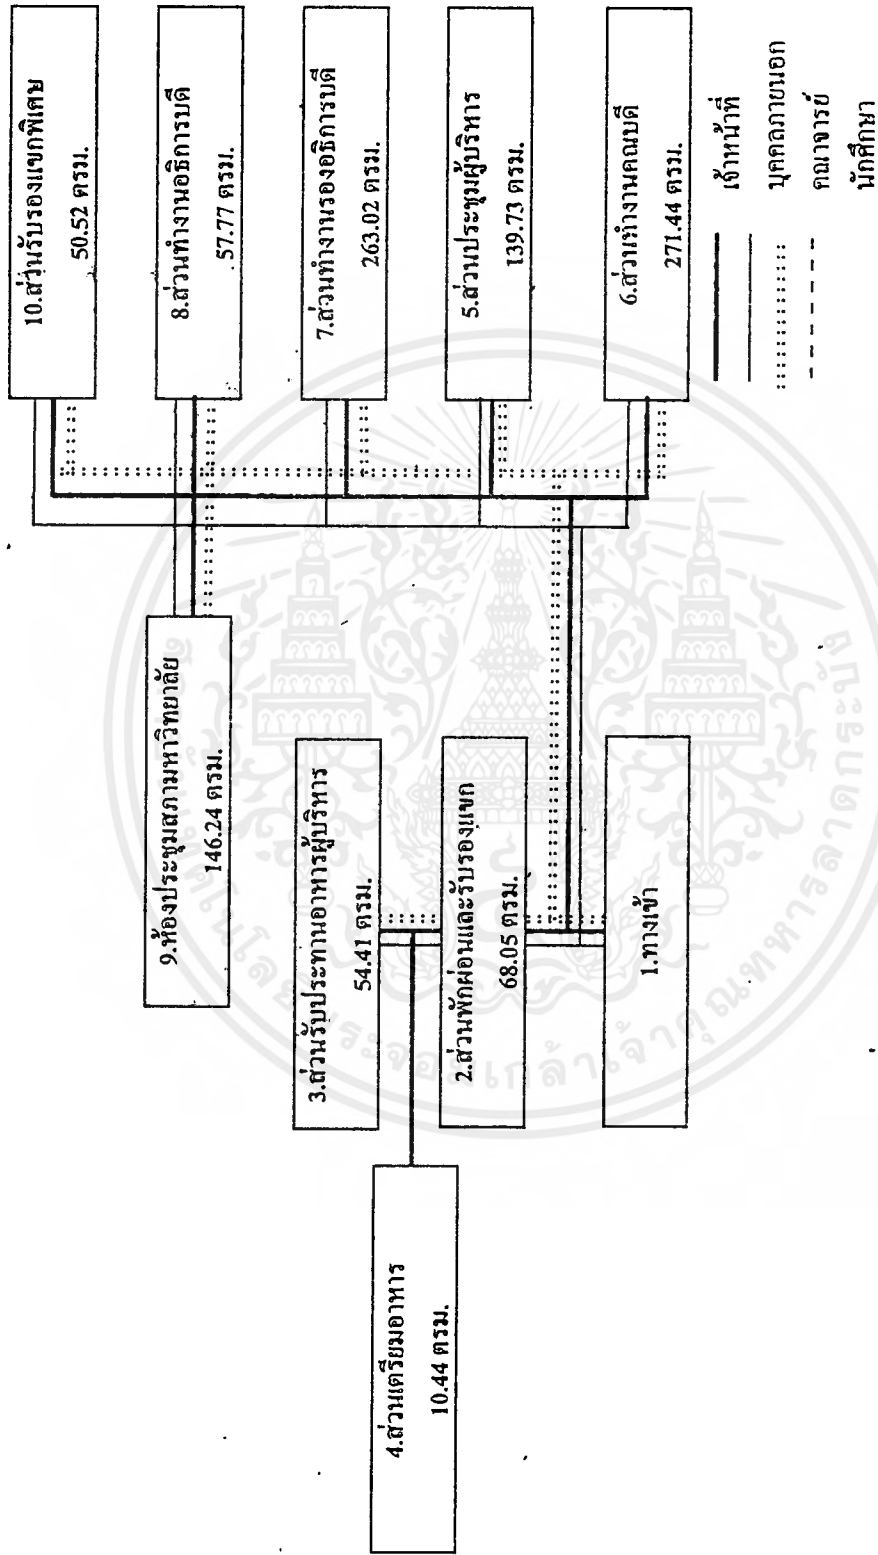 10.ส่วนรับรองแขกพิเศษ
50.52 ตรม.
8.ส่วนทำงานอธิการบดี
57.77 ตรม.
7.ส่วนทำงานรองอธิการบดี
263.02 ตรม.
5.ส่วนประชุมผู้บริหาร
139.73 ตรม.
6.ส่วนทำงานคณบดี
271.44 ตรม.
9.ห้องประชุมสภามหาวิทยาลัย
146.24 ตรม.
3.ส่วนรับประทานอาหารผู้บริหาร
54.41 ตรม.
2.ส่วนพักผ่อนและรับรองแขก
68.05 ตรม.
1.ทางเข้า
4.ส่วนเตรียมอาหาร
10.44 ตรม.
เจ้าหน้าที่
บุคคลภายนอก
คณาจารย์
นักศึกษา